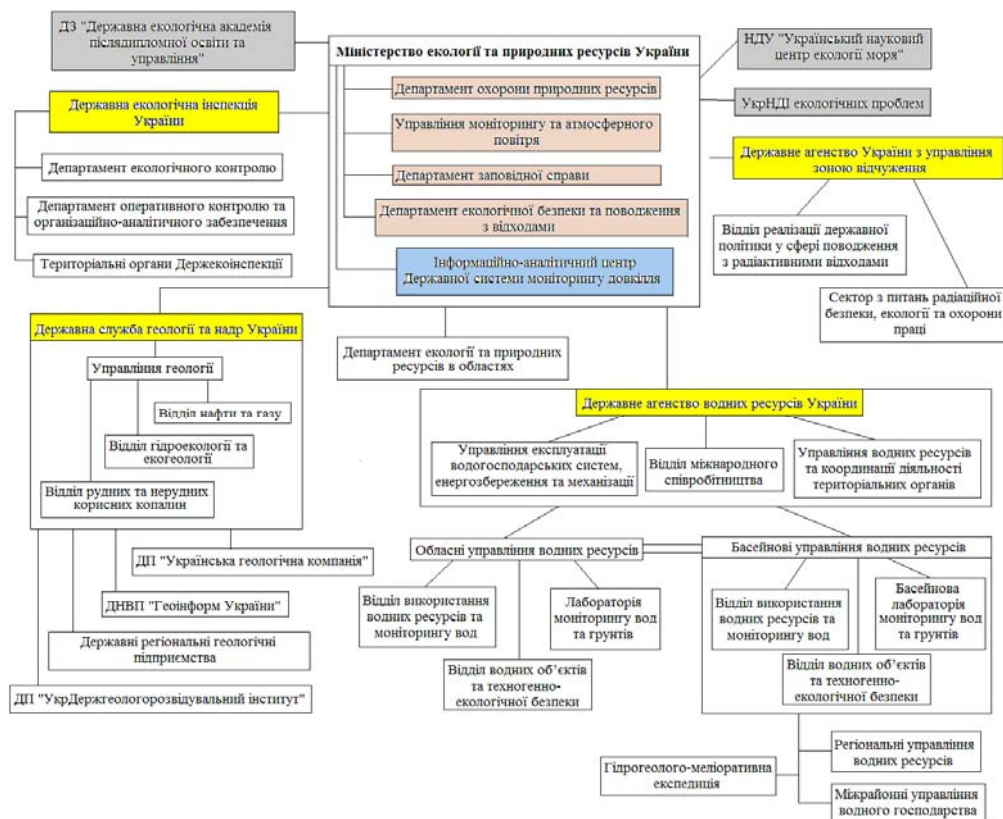 ДЗ "Державна екологічна академія
післядипломної освіти та
управління"
Міністерство екології та природних ресурсів України
НДУ "Український науковий
центр екології моря"
УкрНДІ екологічних проблем
Департамент охорони природних ресурсів
Управління моніторингу та атмосферного
повітря
Департамент заповідної справи
Департамент екологічної безпеки та поводження
з відходами
Інформаційно-аналітичний центр
Державної системи моніторингу довкілля
Державна екологічна інспекція
України
Департамент екологічного контролю
Департамент оперативного контролю та
організаційно-аналітичного забезпечення
Територіальні органи Держекоінспекції
Державне агенство України з управління
зоною відчуження
Відділ реалізації державної
політики у сфері поводження
з радіактивними відходами
Сектор з питань радіаційної
безпеки, екології та охорони
праці
Державна служба геології та надр України
Управління геології
Відділ нафти та газу
Відділ гідроекології та
екогеології
Відділ рудних та нерудних
корисних копалин
ДП "Українська геологічна компанія"
ДНВП "Геоінформ України"
Державні регіональні геологічні
підприємства
ДП "УкрДержгеологорозвідувальний інститут"
Департамент екології та природних
ресурсів в областях
Державне агенство водних ресурсів України
Управління експлуатації
водогосподарських систем,
енергозбереження та механізації
Відділ міжнародного
співробітництва
Управління водних ресурсів
та координації діяльності
територіальних органів
Обласні управління водних ресурсів
Відділ використання
водних ресурсів та
моніторингу вод
Лабораторія
моніторингу вод
та грунтів
Відділ водних об’єктів
та техногенно-
екологічної безпеки
Басейнові управління водних ресурсів
Відділ використання
водних ресурсів та
моніторингу вод
Басейнова
лабораторія
моніторингу вод
та грунтів
Відділ водних об’єктів
та техногенно-
екологічної безпеки
Гідрогеолого-меліоративна
експедиція
Регіональні управління
водних ресурсів
Міжрайонні управління
водного господарства